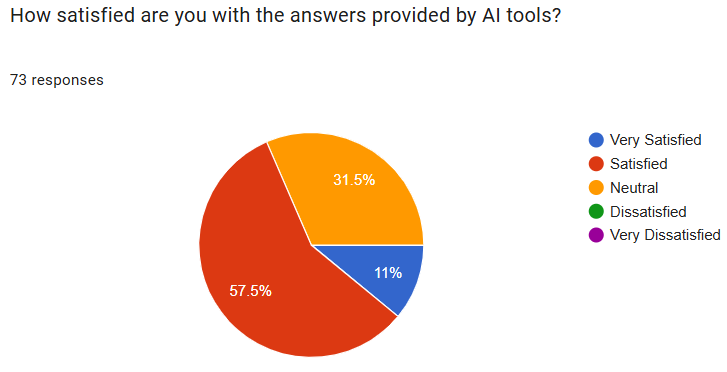 How satisfied are you with the answers provided by AI tools?
73 responses
31.5%
11%
57.5%
Very Satisfied
Satisfied
Neutral
Dissatisfied
Very Dissatisfied